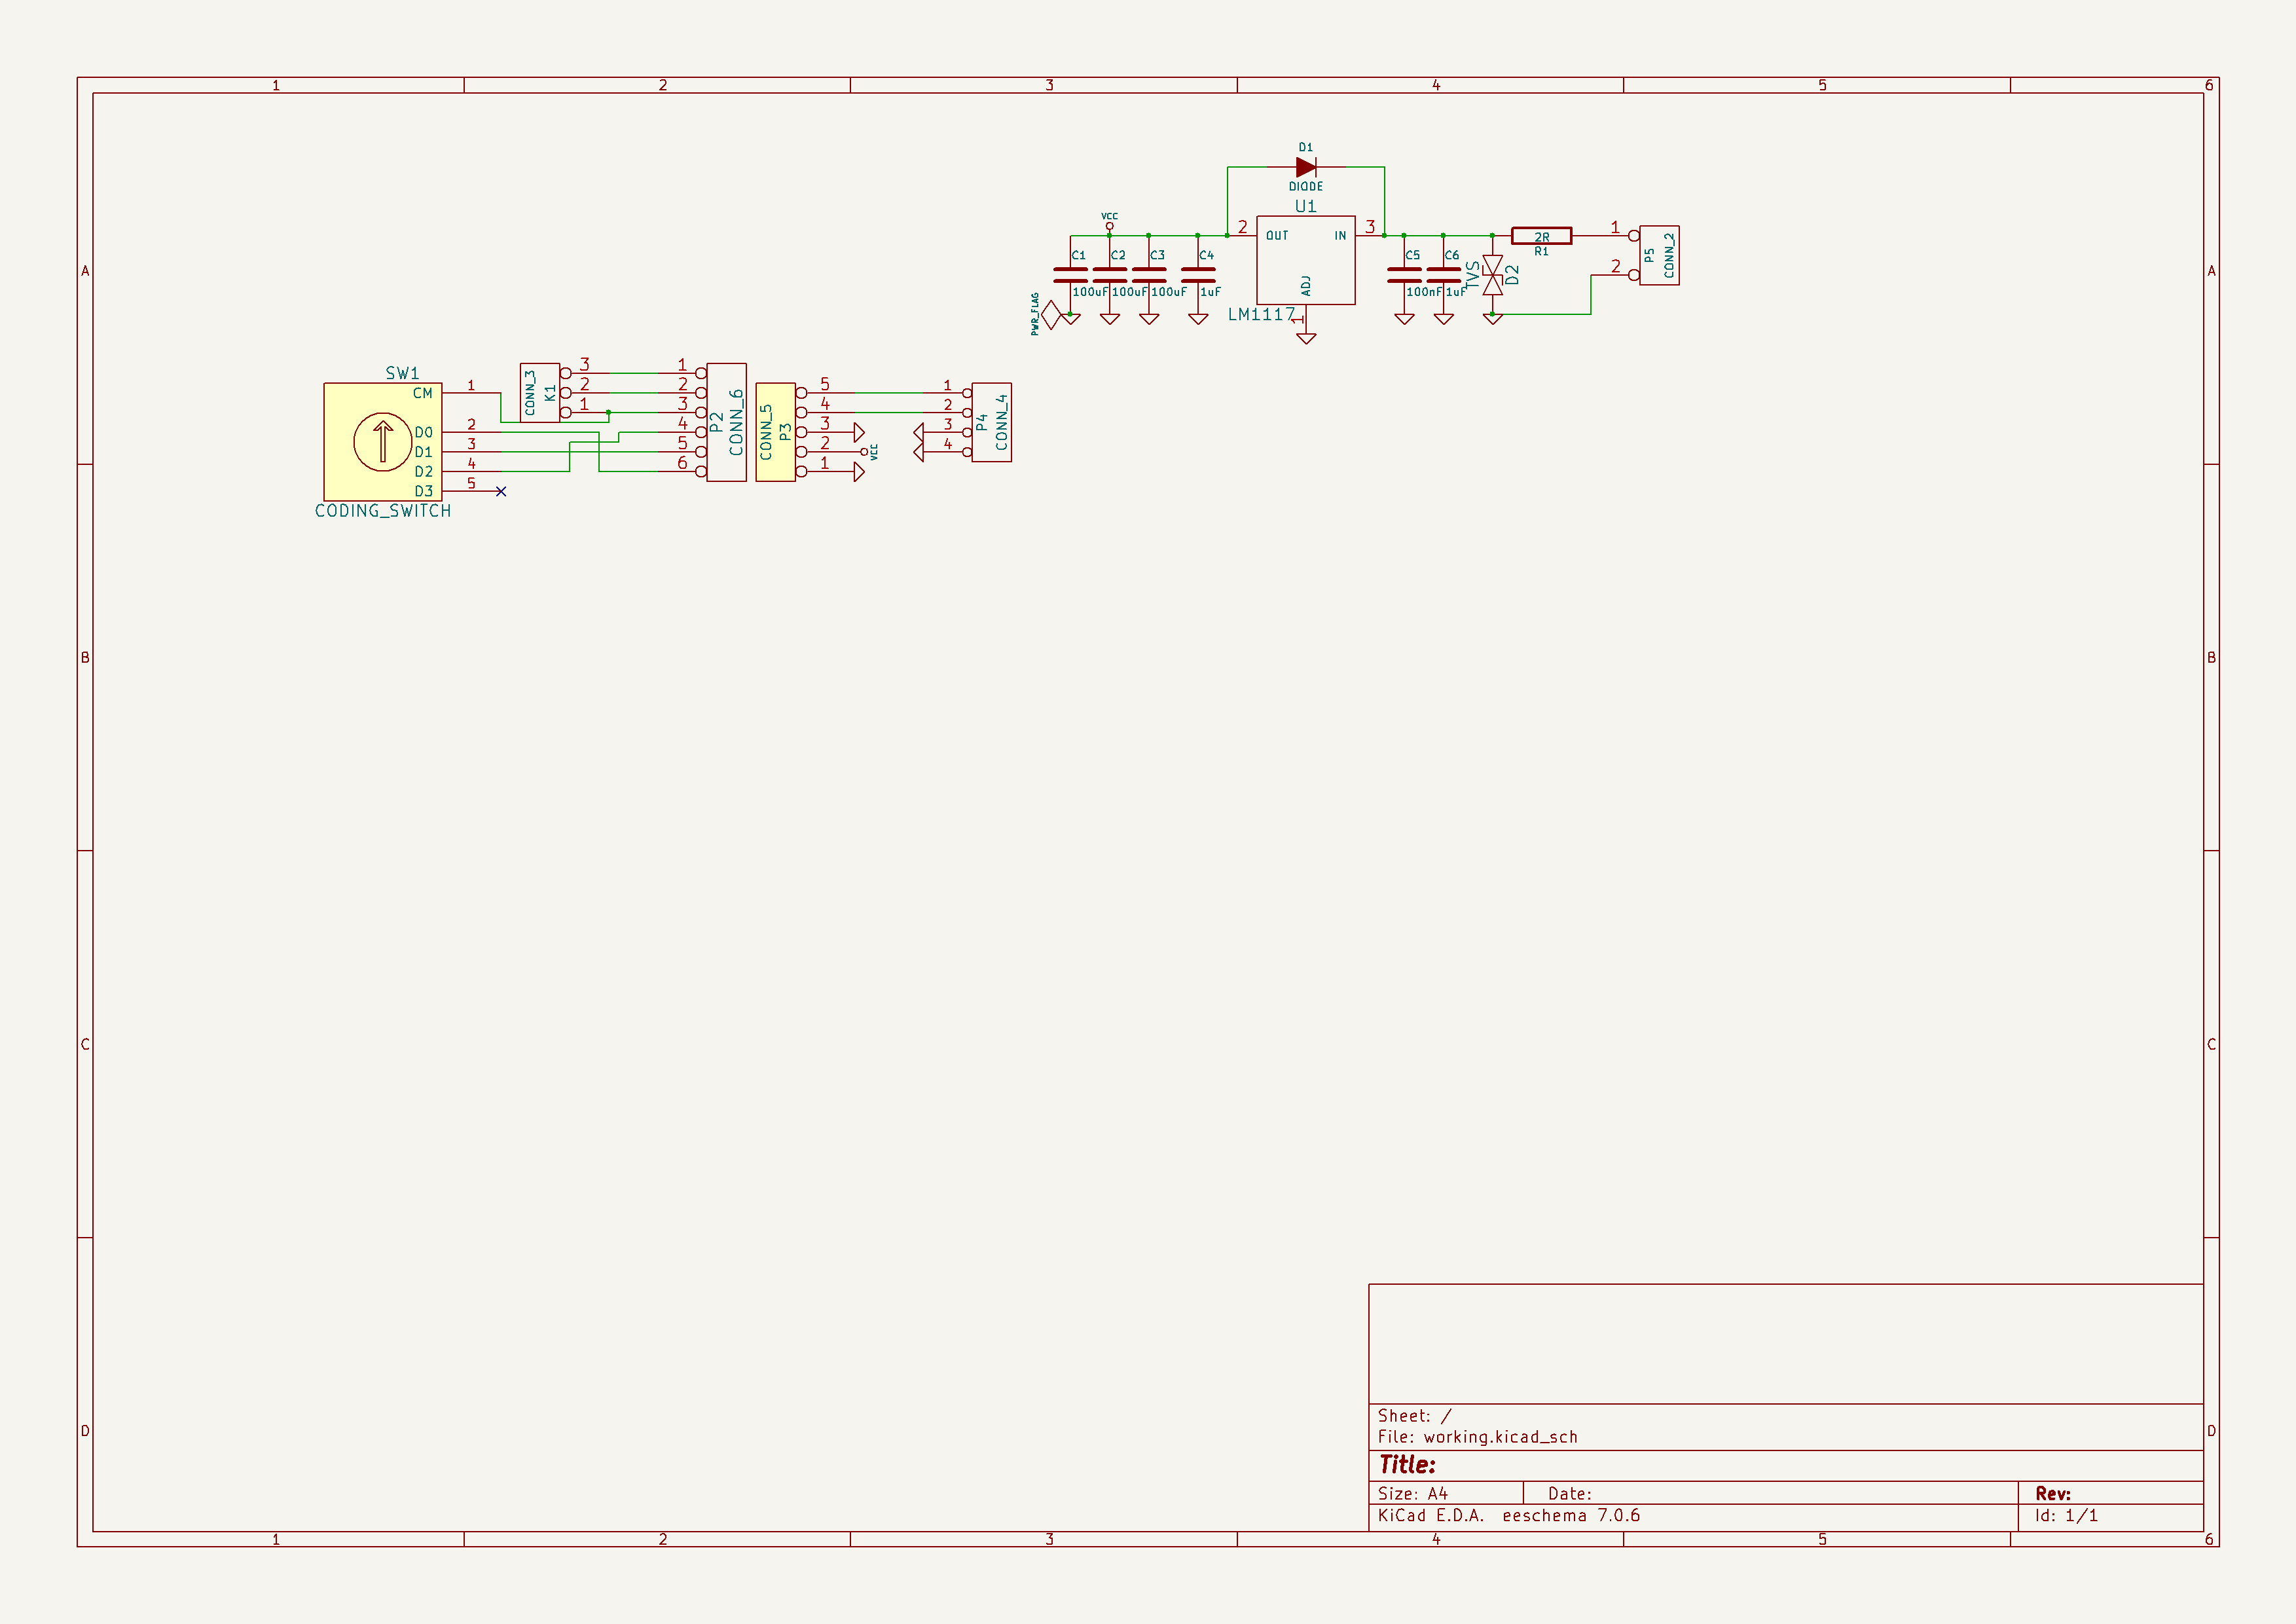 1 2 3 4 5 6
D1
DIODE
U1
VCC
2 OUT IN 3
ADJ
LM1117
1
C1 C2 C3 C4
100uF 100uF 100uF 1uF
PWR_FLAG
C5 C6
100nF 1uF
TVS
D2
2R
R1
1
2
P5
CONN_2
A A
SW1
CM 1
D0 2
D1 3
D2 4
D3 5
CODING_SWITCH
CONN_3
K1
3
2
1
1
2
3
4
5
6
P2
CONN_6
CONN_5
P3
5
4
3
2
1
VCC
1
2
3
4
P4
CONN_4
B B
C C
D D
Sheet: /
File: working.kicad_sch
Title:
Size: A4 Date: Rev:
KiCad E.D.A. eeschema 7.0.6 Id: 1/1
1 2 3 4 5 6